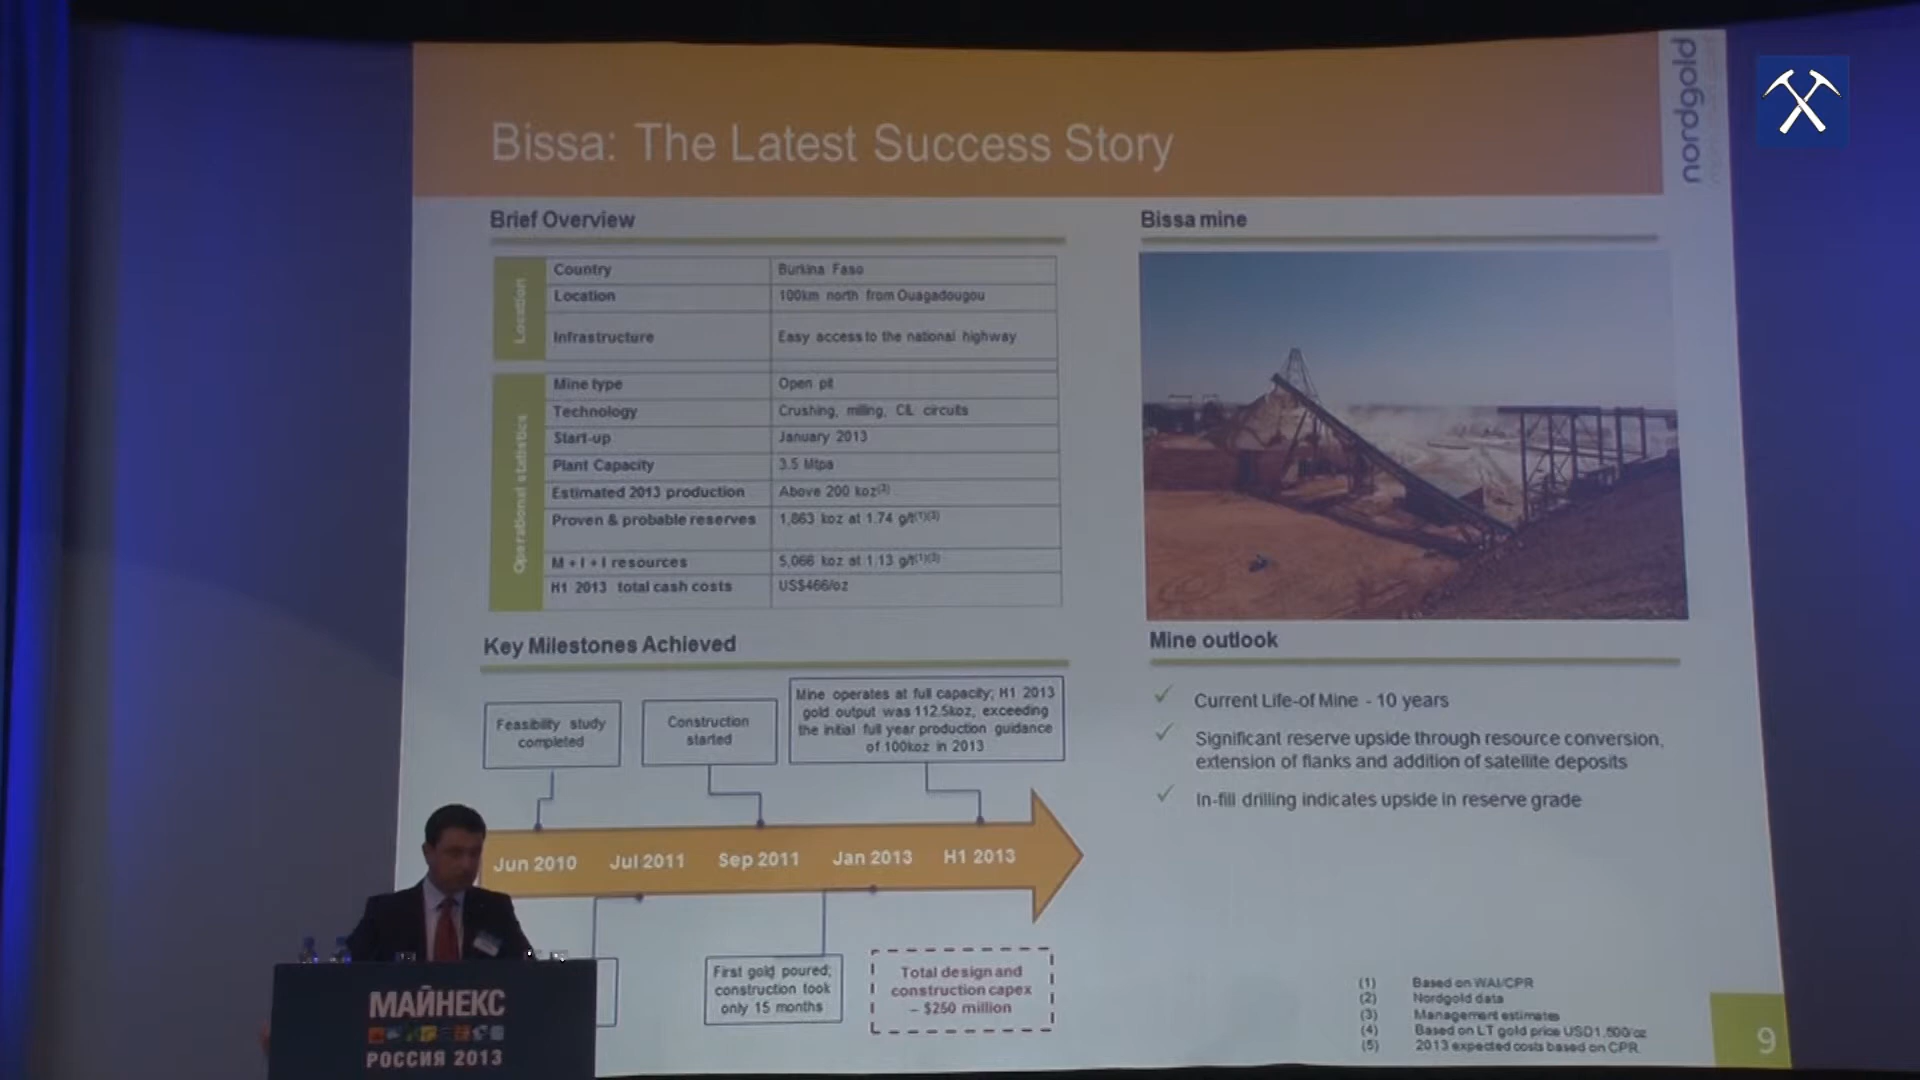 nordgold
Bissa: The Latest Success Story
Brief Overview
Location
Country Burkina Faso
Location 100km north from Ouagadougou
Infrastructure Easy access to the national highway
Operational statistics
Mine type Open pit
Technology Crushing, milling, CIL circuits
Start-up January 2013
Plant Capacity 3.5 Mtpa
Estimated 2013 production Above 200 koz
Proven & probable reserves 1,863 koz at 1.74 g/t
M + I + I resources 5,066 koz at 1.13 g/t
H1 2013 total cash costs US$466/oz
Bissa mine
Key Milestones Achieved
Feasibility study
completed
Construction
started
Mine operates at full capacity; H1 2013
gold output was 112.5koz, exceeding
the initial full year production guidance
of 100koz in 2013
Jun 2010 Jul 2011 Sep 2011 Jan 2013 H1 2013
First gold poured;
construction took
only 15 months
Total design and
construction capex
– $250 million
Mine outlook
✓ Current Life-of Mine - 10 years
✓ Significant reserve upside through resource conversion,
extension of flanks and addition of satellite deposits
✓ In-fill drilling indicates upside in reserve grade
(1) Based on WAI/CPR
(2) Nordgold data
(3) Management estimates
(4) Based on LT gold price USD1,500/oz
(5) 2013 expected costs based on CPR
9
МАЙНЕКС
РОССИЯ 2013